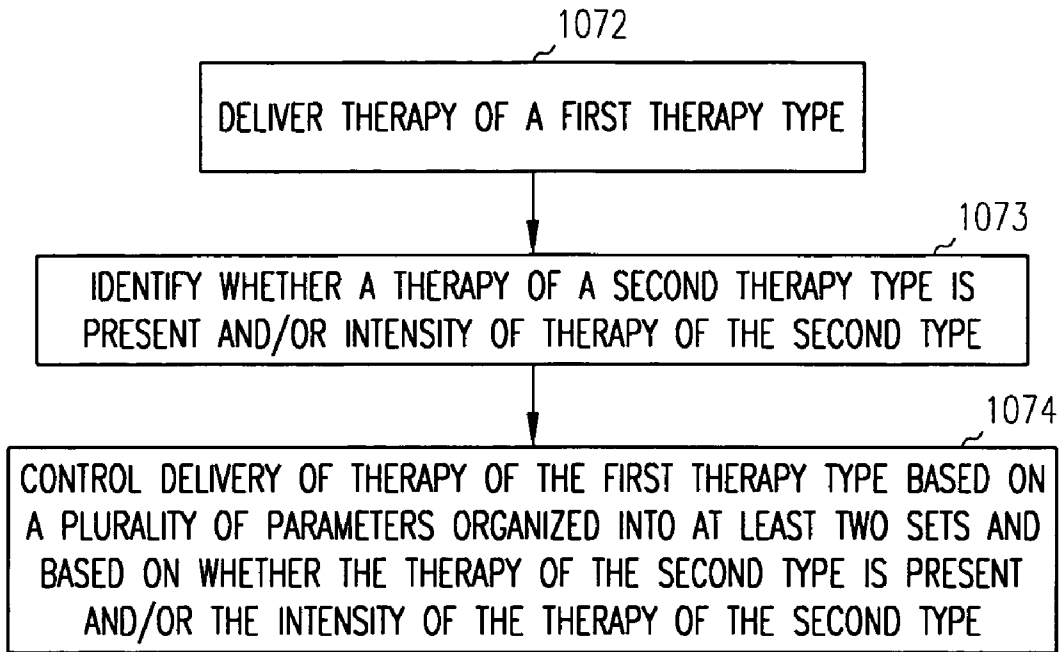 1072
DELIVER THERAPY OF A FIRST THERAPY TYPE
1073
IDENTIFY WHETHER A THERAPY OF A SECOND THERAPY TYPE IS
PRESENT AND/OR INTENSITY OF THERAPY OF THE SECOND TYPE
1074
CONTROL DELIVERY OF THERAPY OF THE FIRST THERAPY TYPE BASED ON
A PLURALITY OF PARAMETERS ORGANIZED INTO AT LEAST TWO SETS AND
BASED ON WHETHER THE THERAPY OF THE SECOND TYPE IS PRESENT
AND/OR THE INTENSITY OF THE THERAPY OF THE SECOND TYPE